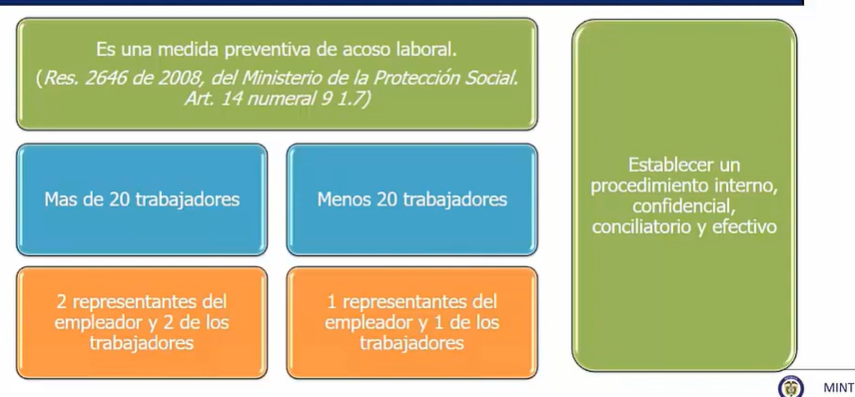 Es una medida preventiva de acoso laboral.
(Res. 2646 de 2008, del Ministerio de la Protección Social.
Art. 14 numeral 9 1.7)
Mas de 20 trabajadores
Menos 20 trabajadores
2 representantes del
empleador y 2 de los
trabajadores
1 representantes del
empleador y 1 de los
trabajadores
Establecer un
procedimiento interno,
confidencial,
conciliatorio y efectivo
MINT